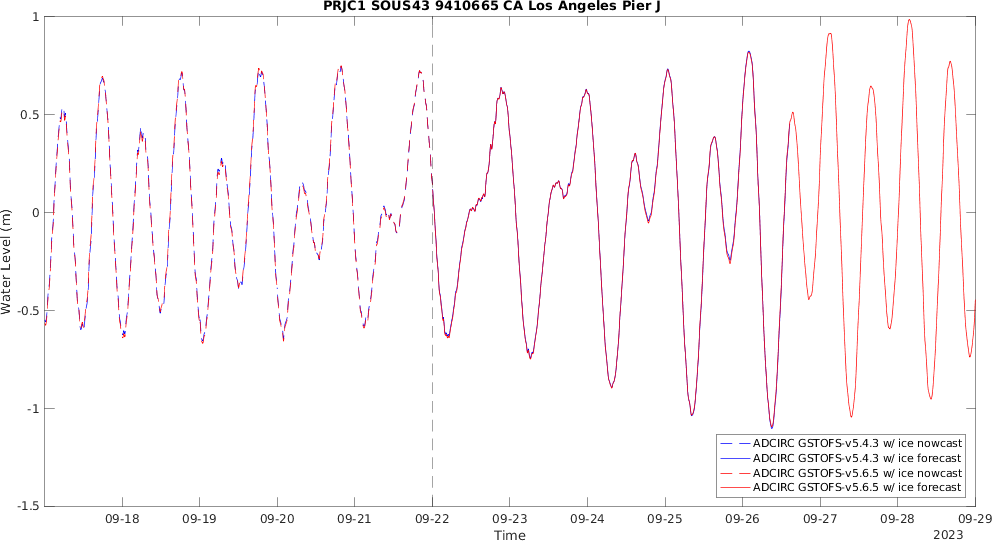 PRJC1 SOUS43 9410665 CA Los Angeles Pier J
1
0.5
0
-0.5
-1
-1.5
Water Level (m)
ADCIRC GSTOFS-v5.4.3 w/ ice nowcast
ADCIRC GSTOFS-v5.4.3 w/ ice forecast
ADCIRC GSTOFS-v5.6.5 w/ ice nowcast
ADCIRC GSTOFS-v5.6.5 w/ ice forecast
09-18 09-19 09-20 09-21 09-22 09-23 09-24 09-25 09-26 09-27 09-28 09-29
Time
2023